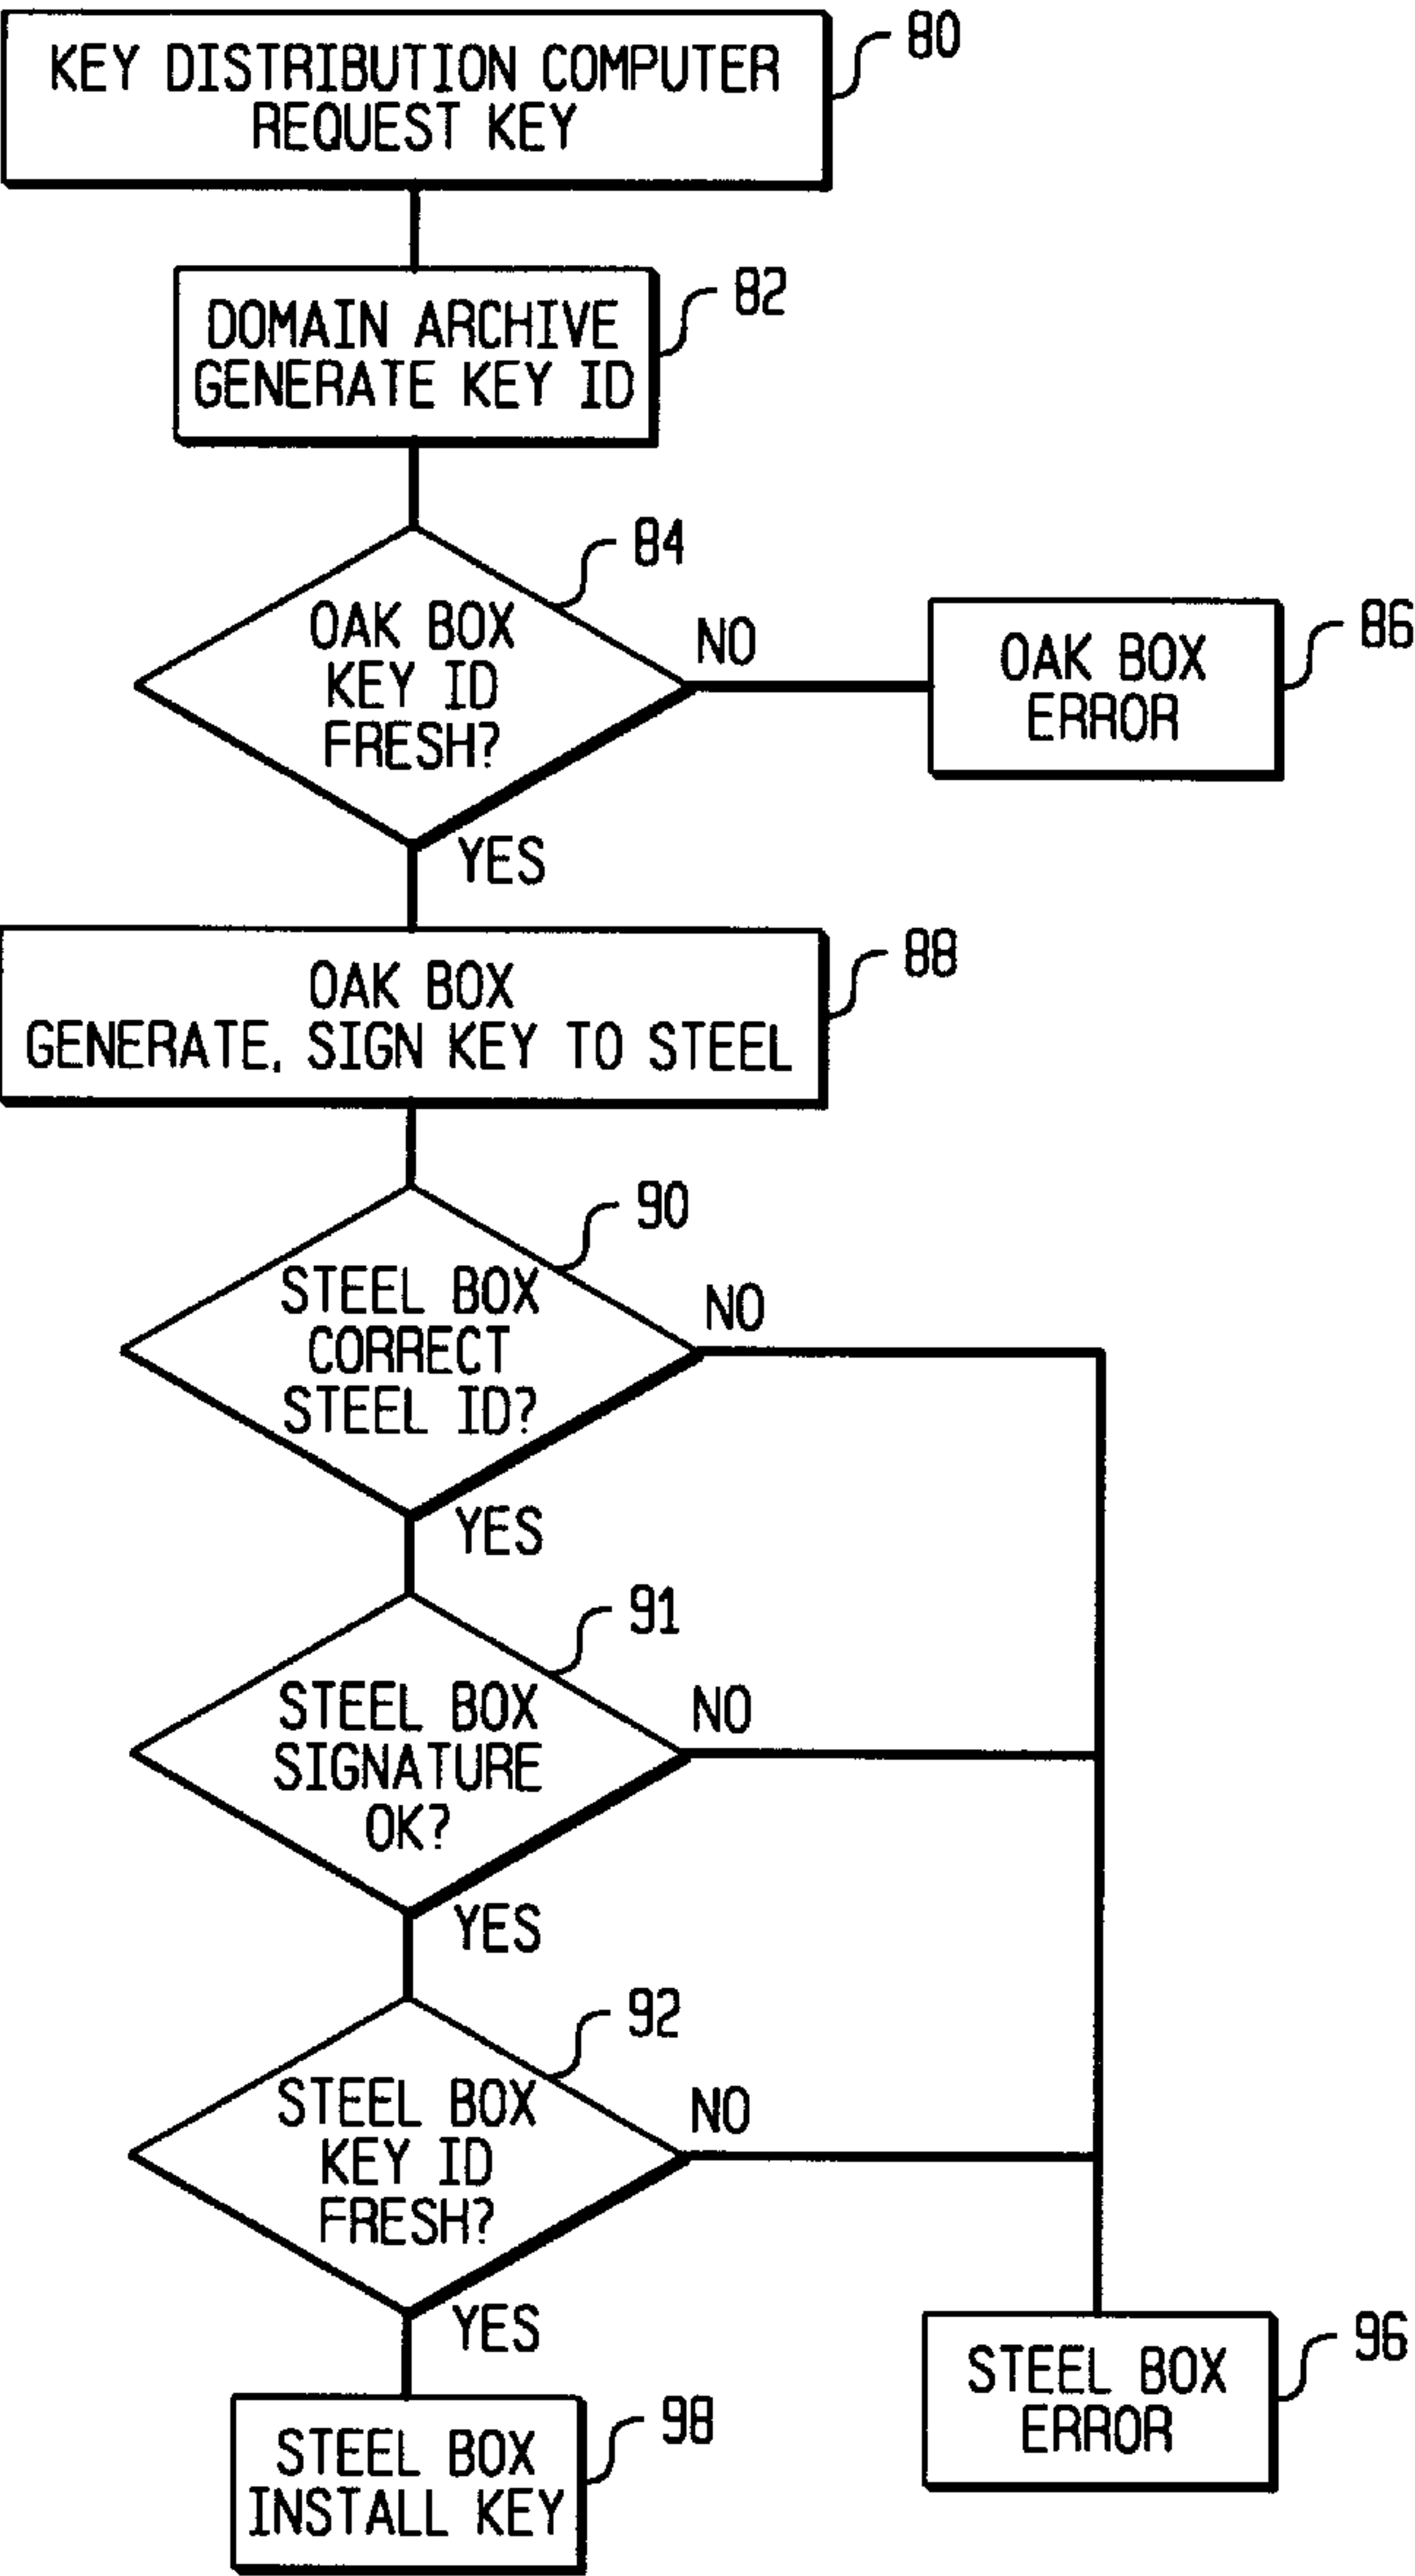 KEY DISTRIBUTION COMPUTER
REQUEST KEY
80
DOMAIN ARCHIVE
GENERATE KEY ID
82
OAK BOX
KEY ID
FRESH?
84
NO
OAK BOX
ERROR
86
YES
OAK BOX
GENERATE, SIGN KEY TO STEEL
88
STEEL BOX
CORRECT
STEEL ID?
90
NO
YES
STEEL BOX
SIGNATURE
OK?
91
NO
YES
STEEL BOX
KEY ID
FRESH?
92
NO
YES
STEEL BOX
ERROR
96
STEEL BOX
INSTALL KEY
98